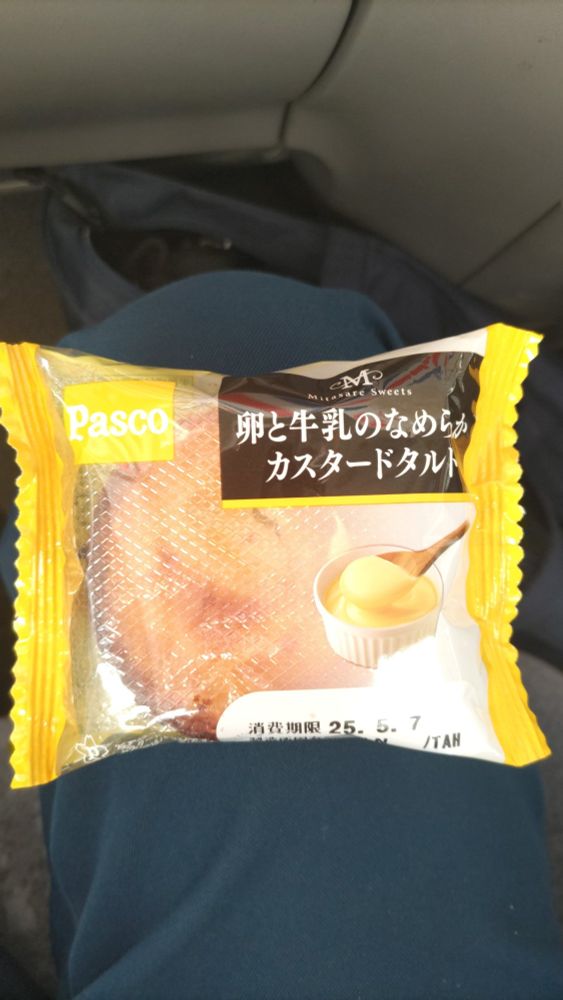 Pasco
M
Mitasare Sweets
卵と牛乳のなめらか
カスタードタルト
消費期限 25. 5. 7
/TAH